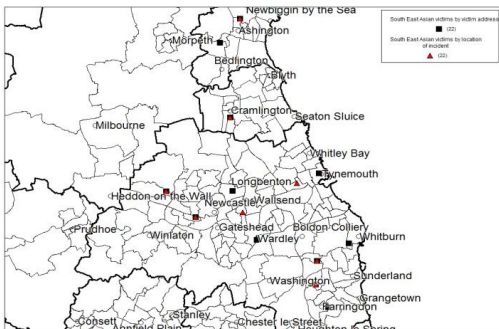 Newbiggin by the Sea
South East Asian victims by victim address
(22)
South East Asian victims by location
of incident
(22)
Ashington
Morpeth
Bedlington
Blyth
Cramlington
Seaton Sluice
Milbourne
Whitley Bay
Tynemouth
Longbenton
Heddon on the Wall
Newcastle
Wallsend
Gateshead
Boldon Colliery
Prudhoe
Winlaton
Wardley
Whitburn
Washington
Sunderland
Grangetown
Farringdon
Stanley
Consett
Chester le Street
Annfield Plain
Houghton le Spring